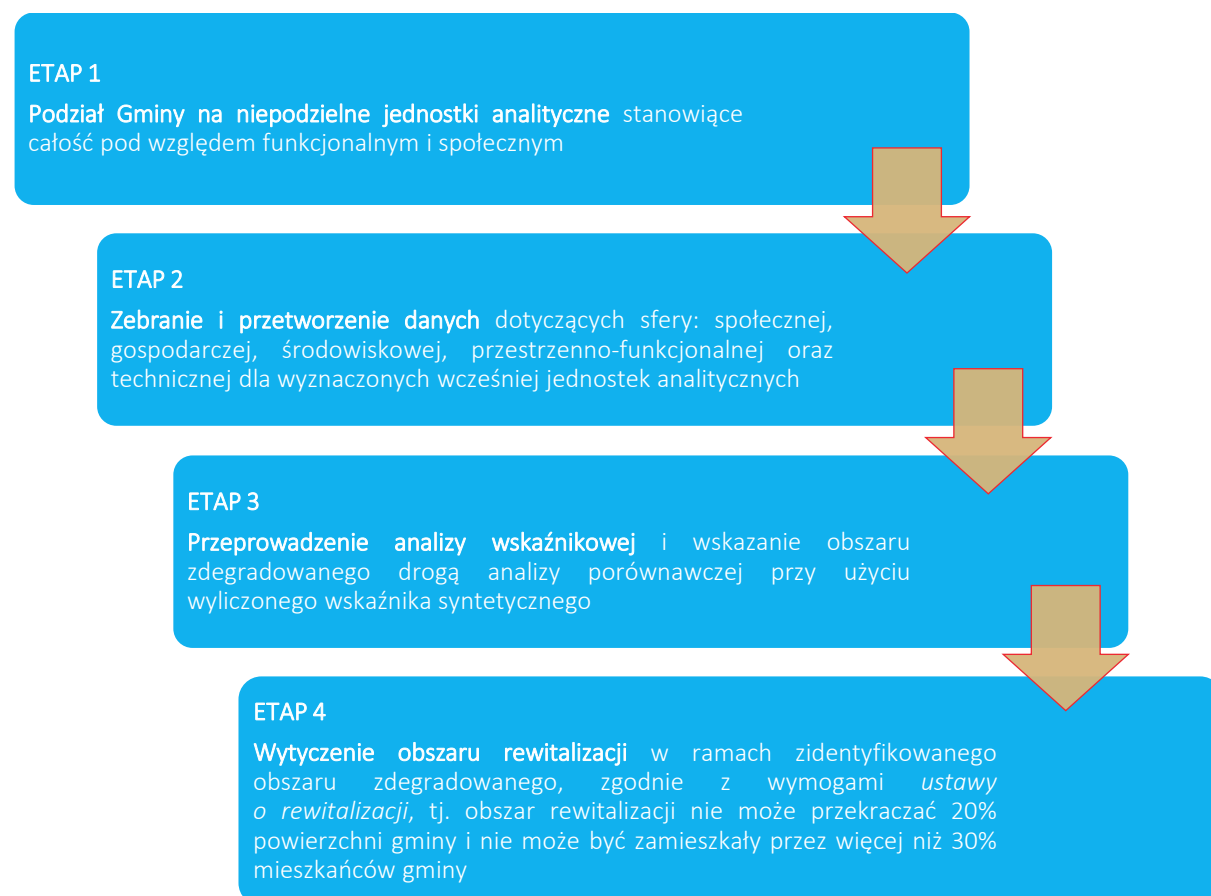 ETAP 1
Podział Gminy na niepodzielne jednostki analityczne stanowiące
całość pod względem funkcjonalnym i społecznym
ETAP 2
Zebranie i przetworzenie danych dotyczących sfery: społecznej,
gospodarczej, środowiskowej, przestrzenno-funkcjonalnej oraz
technicznej dla wyznaczonych wcześniej jednostek analitycznych
ETAP 3
Przeprowadzenie analizy wskaźnikowej i wskazanie obszaru
zdegradowanego drogą analizy porównawczej przy użyciu
wyliczonego wskaźnika syntetycznego
ETAP 4
Wytyczenie obszaru rewitalizacji w ramach zidentyfikowanego
obszaru zdegradowanego, zgodnie z wymogami ustawy
o rewitalizacji, tj. obszar rewitalizacji nie może przekraczać 20%
powierzchni gminy i nie może być zamieszkały przez więcej niż 30%
mieszkańców gminy